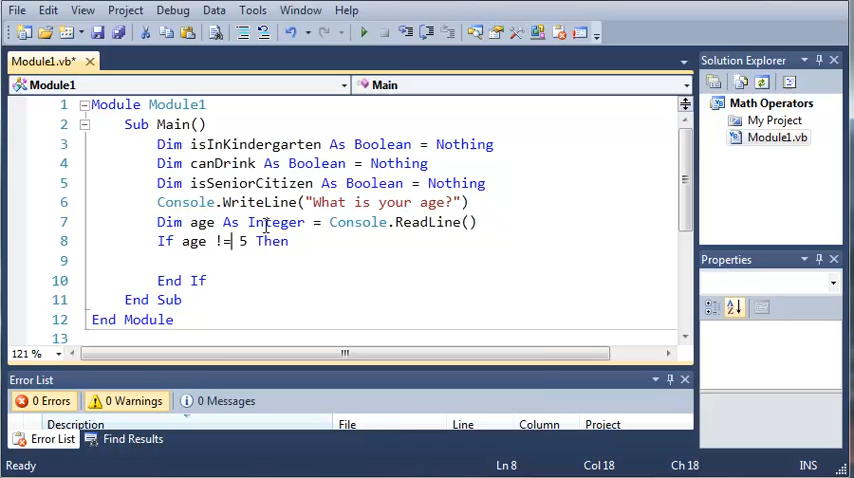 File Edit View Project Debug Data Tools Window Help
Module1.vb*
Module1 Main
1 Module Module1
2 Sub Main()
3 Dim isInKindergarten As Boolean = Nothing
4 Dim canDrink As Boolean = Nothing
5 Dim isSeniorCitizen As Boolean = Nothing
6 Console.WriteLine("What is your age?")
7 Dim age As Integer = Console.ReadLine()
8 If age != 5 Then
9
10 End If
11 End Sub
12 End Module
13
121 %
Solution Explorer
Math Operators
My Project
Module1.vb
Properties
Error List
0 Errors 0 Warnings 0 Messages
Description File Line Column Project
Error List Find Results
Ready Ln 8 Col 18 Ch 18 INS